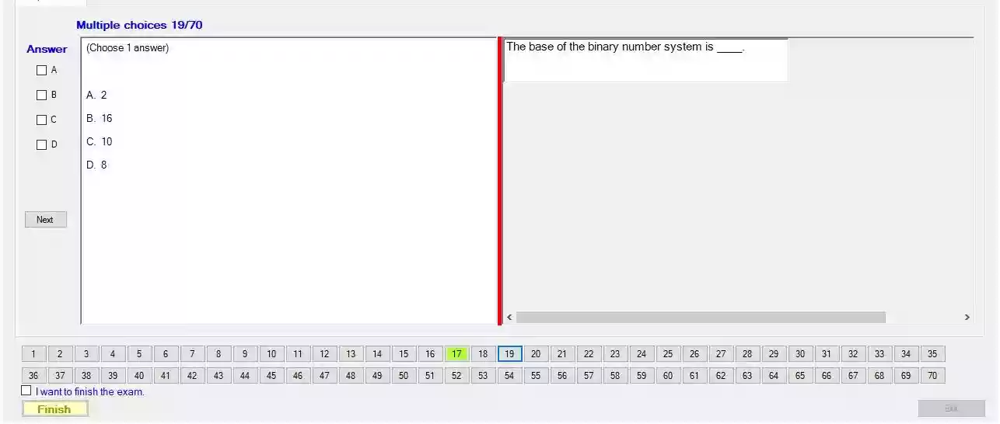 Multiple choices 19/70
Answer
(Choose 1 answer)
The base of the binary number system is ____.
A
B
C
D
A. 2
B. 16
C. 10
D. 8
Next
1 2 3 4 5 6 7 8 9 10 11 12 13 14 15 16 17 18 19 20 21 22 23 24 25 26 27 28 29 30 31 32 33 34 35
36 37 38 39 40 41 42 43 44 45 46 47 48 49 50 51 52 53 54 55 56 57 58 59 60 61 62 63 64 65 66 67 68 69 70
I want to finish the exam.
Finish
Exit